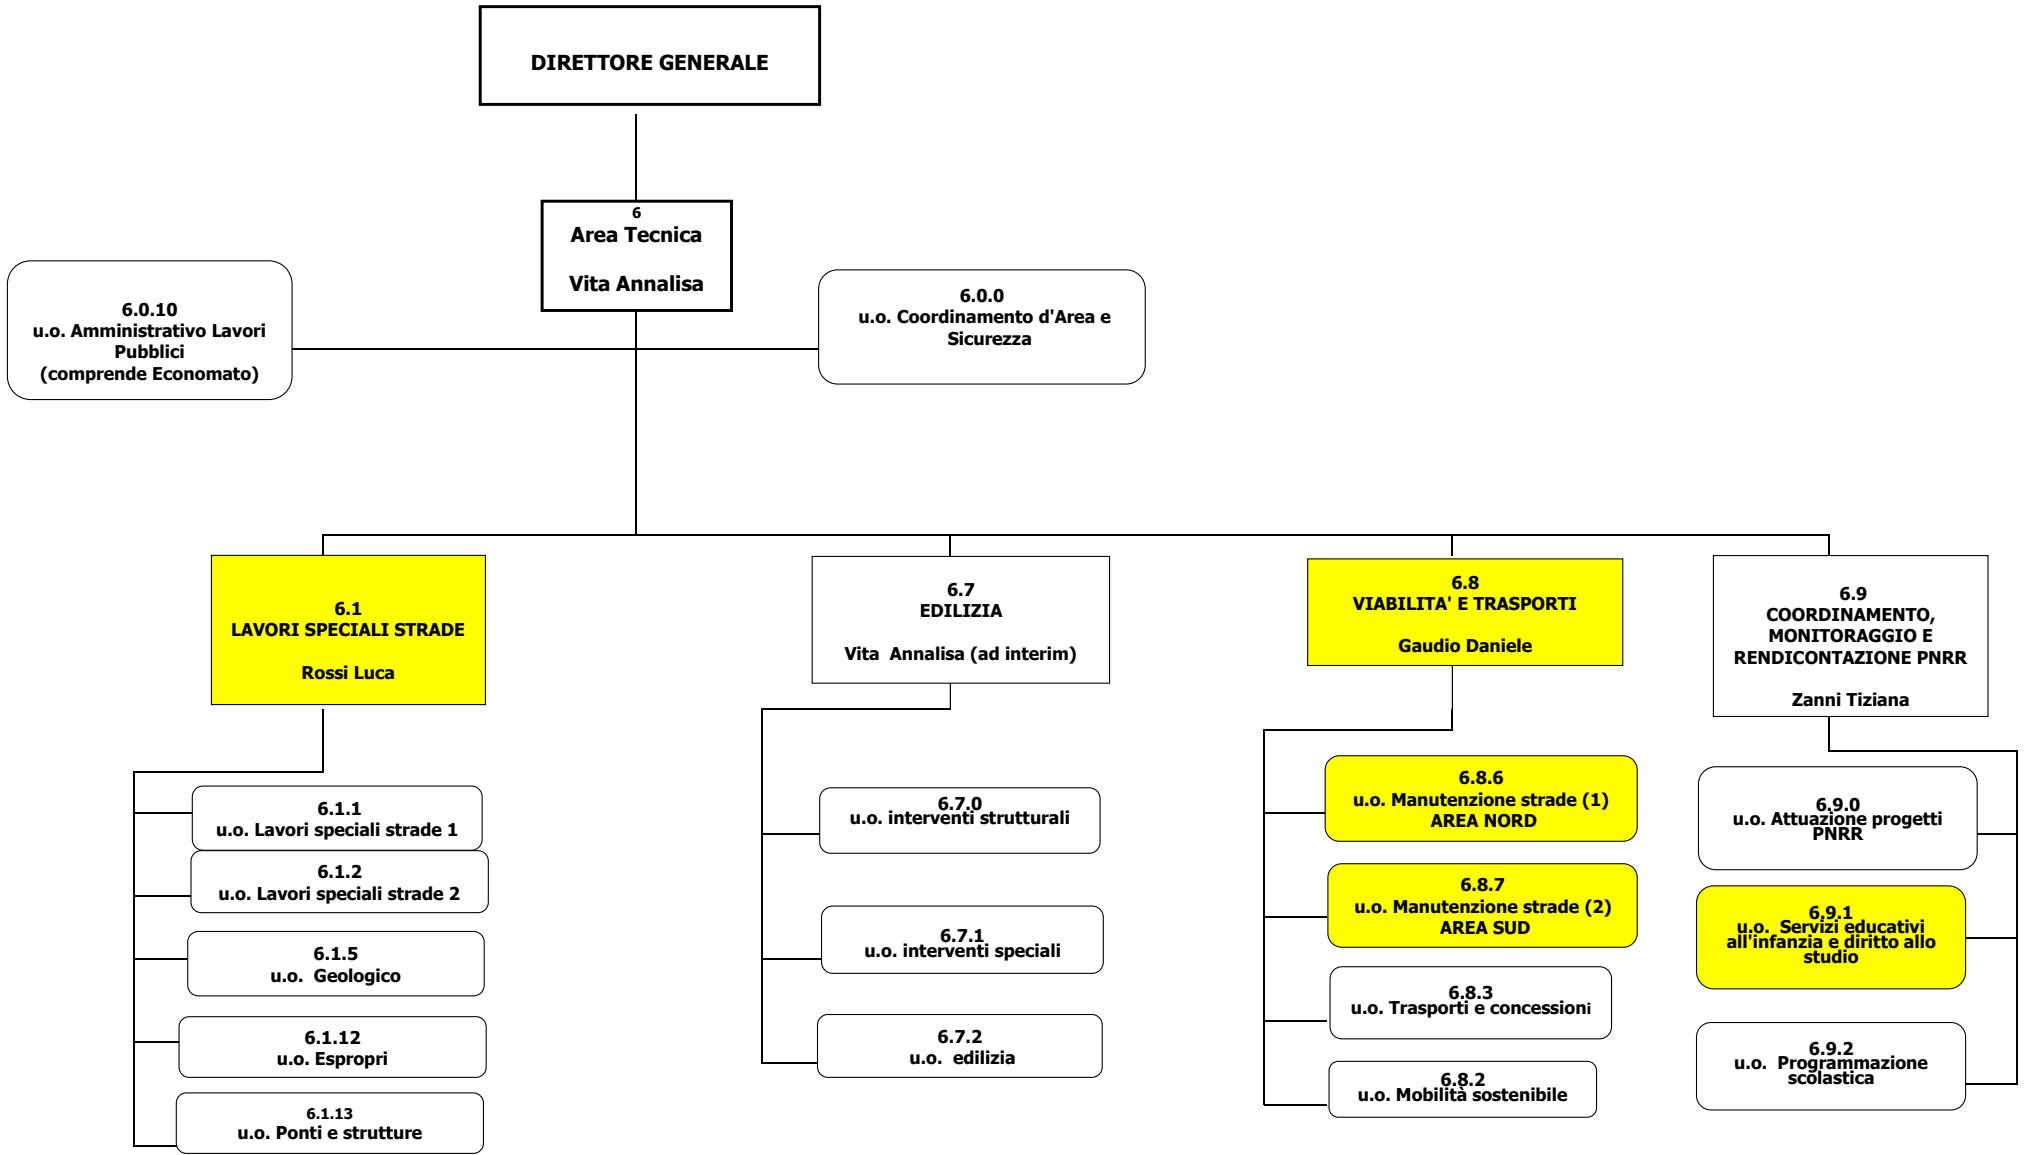 DIRETTORE GENERALE
6
Area Tecnica
Vita Annalisa
6.0.10
u.o. Amministrativo Lavori
Pubblici
(comprende Economato)
6.0.0
u.o. Coordinamento d'Area e
Sicurezza
6.1
LAVORI SPECIALI STRADE
Rossi Luca
6.1.1
u.o. Lavori speciali strade 1
6.1.2
u.o. Lavori speciali strade 2
6.1.5
u.o. Geologico
6.1.12
u.o. Espropri
6.1.13
u.o. Ponti e strutture
6.7
EDILIZIA
Vita Annalisa (ad interim)
6.7.0
u.o. interventi strutturali
6.7.1
u.o. interventi speciali
6.7.2
u.o. edilizia
6.8
VIABILITA' E TRASPORTI
Gaudio Daniele
6.8.6
u.o. Manutenzione strade (1)
AREA NORD
6.8.7
u.o. Manutenzione strade (2)
AREA SUD
6.8.3
u.o. Trasporti e concessioni
6.8.2
u.o. Mobilità sostenibile
6.9
COORDINAMENTO,
MONITORAGGIO E
RENDICONTAZIONE PNRR
Zanni Tiziana
6.9.0
u.o. Attuazione progetti
PNRR
6.9.1
u.o. Servizi educativi
all'infanzia e diritto allo
studio
6.9.2
u.o. Programmazione
scolastica